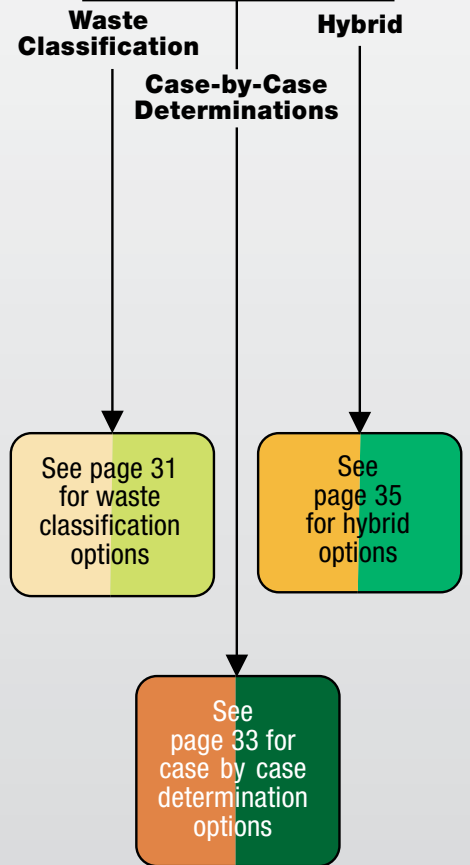 Waste
Classification
Hybrid
Case-by-Case
Determinations
See page 31
for waste
classification
options
See
page 35
for hybrid
options
See
page 33 for
case by case
determination
options